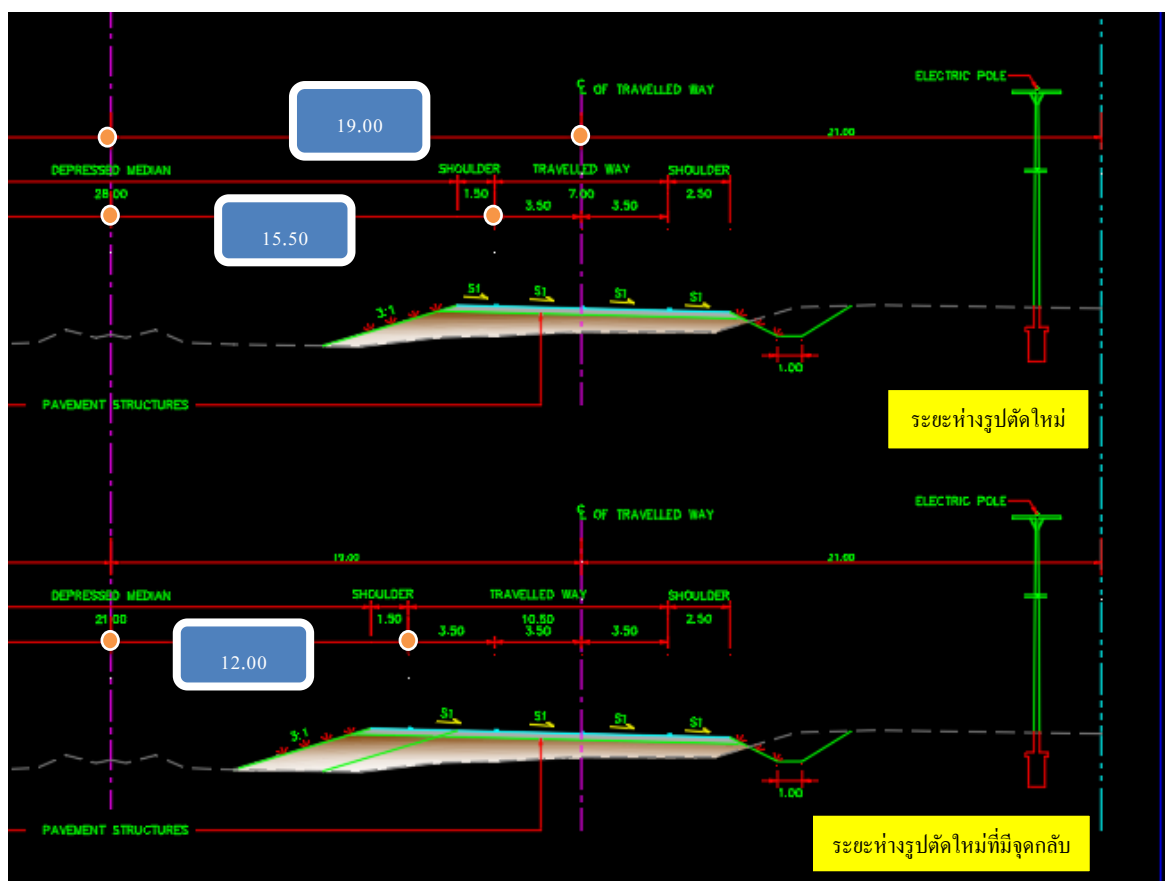 ELECTRIC POLE
℄ OF TRAVELLED WAY
19.00
21.00
DEPRESSED MEDIAN
SHOULDER
TRAVELLED WAY
SHOULDER
28.00
1.50
7.00
2.50
3.50
3.50
15.50
S1
S1
S1
S1
3:1
1.00
PAVEMENT STRUCTURES
ระยะห่างรูปตัดใหม่
ELECTRIC POLE
℄ OF TRAVELLED WAY
19.00
21.00
DEPRESSED MEDIAN
SHOULDER
TRAVELLED WAY
SHOULDER
21.00
1.50
10.50
2.50
3.50
3.50
3.50
12.00
S1
S1
S1
S1
3:1
1.00
PAVEMENT STRUCTURES
ระยะห่างรูปตัดใหม่ที่มีจุดกลับ